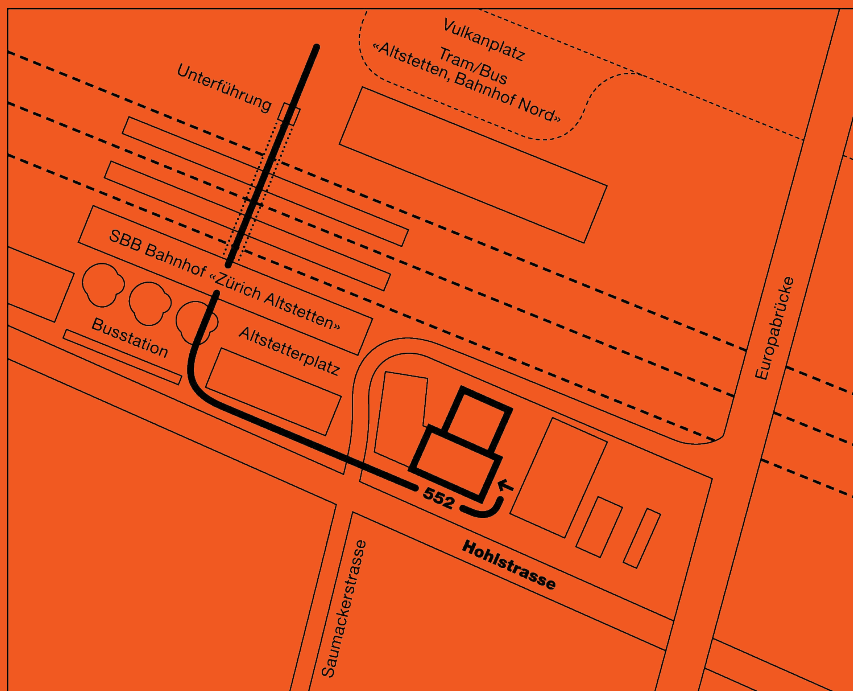 Vulkanplatz
Tram/Bus
«Altstetten, Bahnhof Nord»
Unterführung
SBB Bahnhof «Zürich Altstetten»
Altstetterplatz
Busstation
Europabrücke
552
Hohlstrasse
Saumackerstrasse